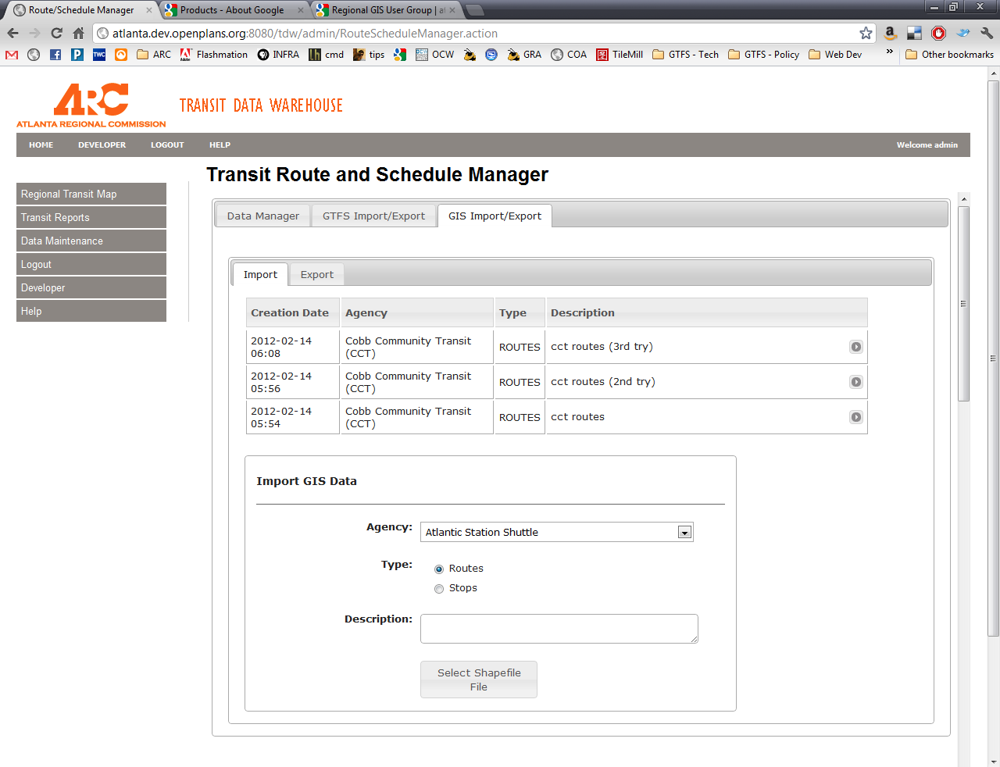 Route/Schedule Manager
Products - About Google
Regional GIS User Group | a
atlanta.dev.openplans.org:8080/tdw/admin/RouteScheduleManager.action
ARC
Flashmation
INFRA
cmd
tips
OCW
GRA
COA
TileMill
GTFS - Tech
GTFS - Policy
Web Dev
»
Other bookmarks
ARC
ATLANTA REGIONAL COMMISSION
TRANSIT DATA WAREHOUSE
HOME DEVELOPER LOGOUT HELP Welcome admin
Transit Route and Schedule Manager
Regional Transit Map
Transit Reports
Data Maintenance
Logout
Developer
Help
Data Manager GTFS Import/Export GIS Import/Export
Import Export
Creation Date Agency Type Description
2012-02-14 06:08 Cobb Community Transit (CCT) ROUTES cct routes (3rd try)
2012-02-14 05:56 Cobb Community Transit (CCT) ROUTES cct routes (2nd try)
2012-02-14 05:54 Cobb Community Transit (CCT) ROUTES cct routes
Import GIS Data
Agency: Atlantic Station Shuttle
Type: Routes
Stops
Description:
Select Shapefile
File